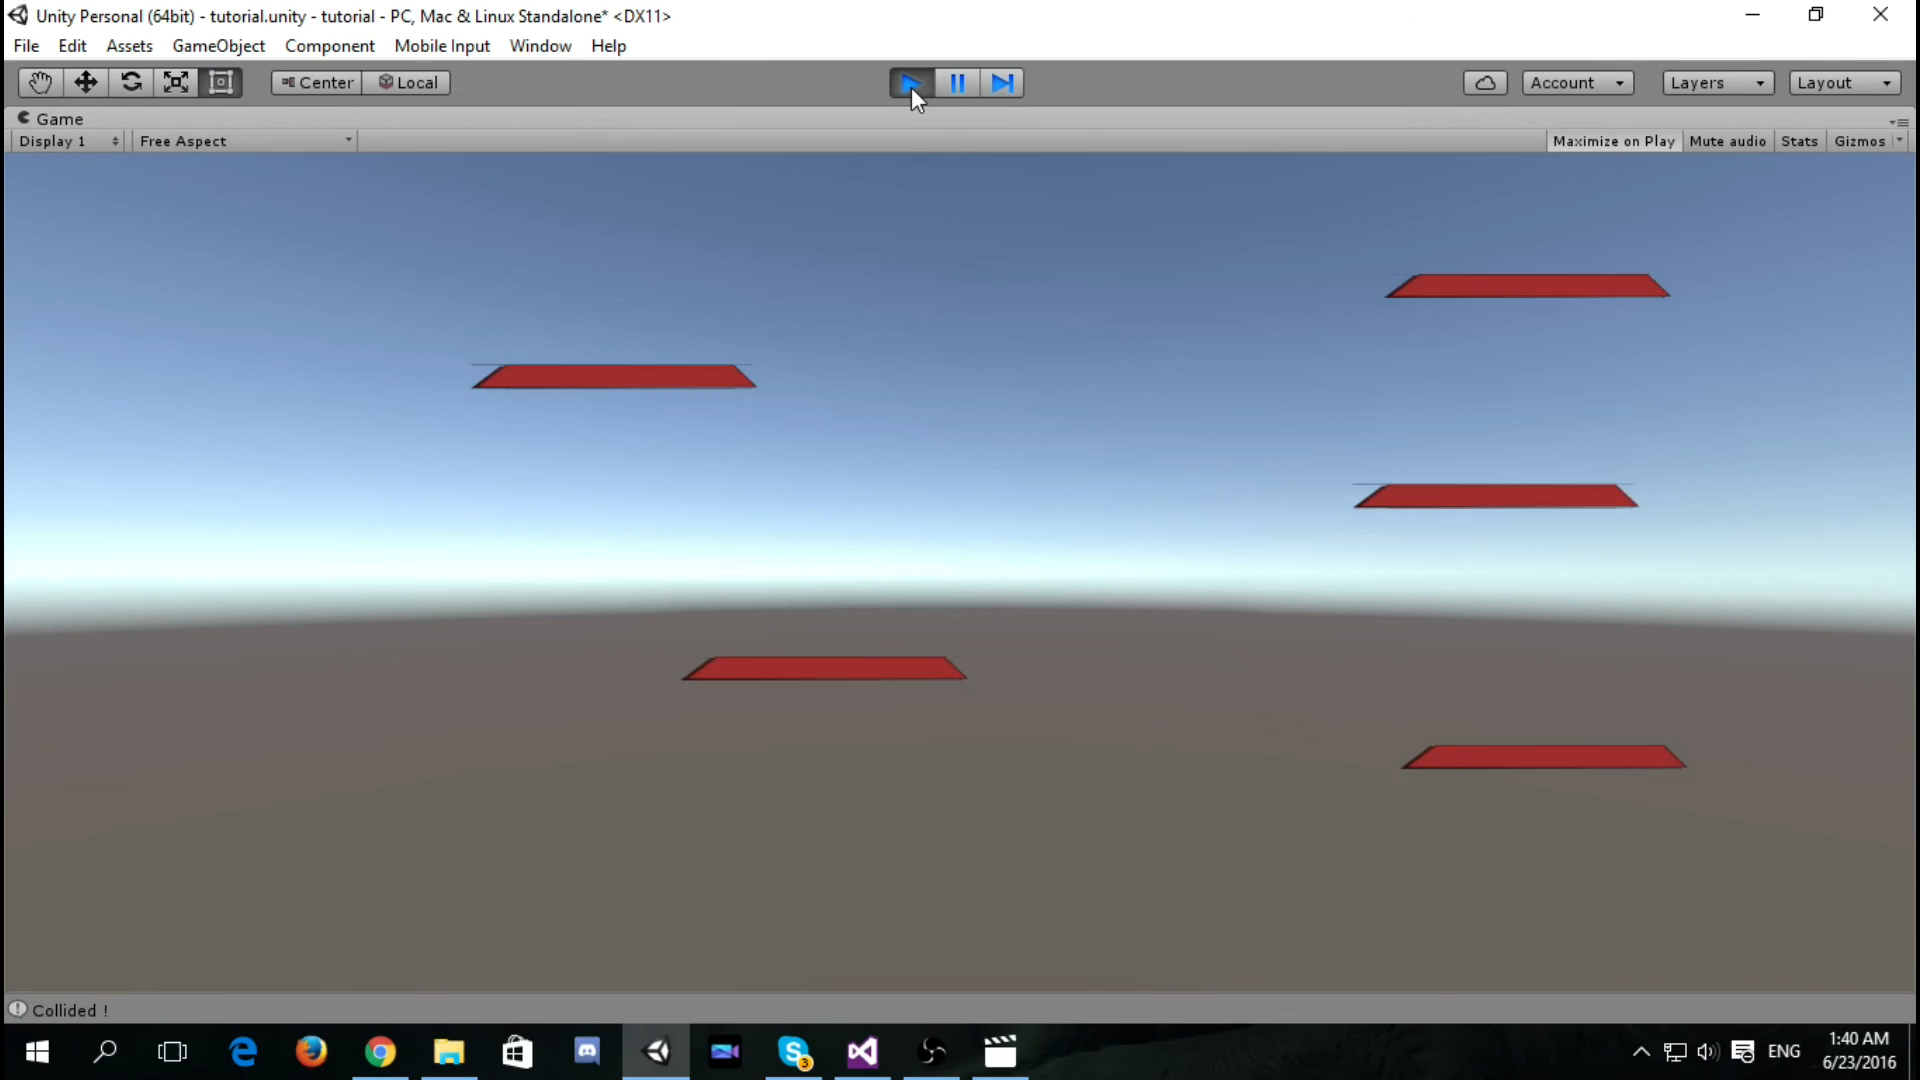 Unity Personal (64bit) - tutorial.unity - tutorial - PC, Mac & Linux Standalone* <DX11>
File Edit Assets GameObject Component Mobile Input Window Help
Center Local Account Layers Layout
Game
Display 1 Free Aspect Maximize on Play Mute audio Stats Gizmos
Collided !
3 ENG 1:40 AM
6/23/2016